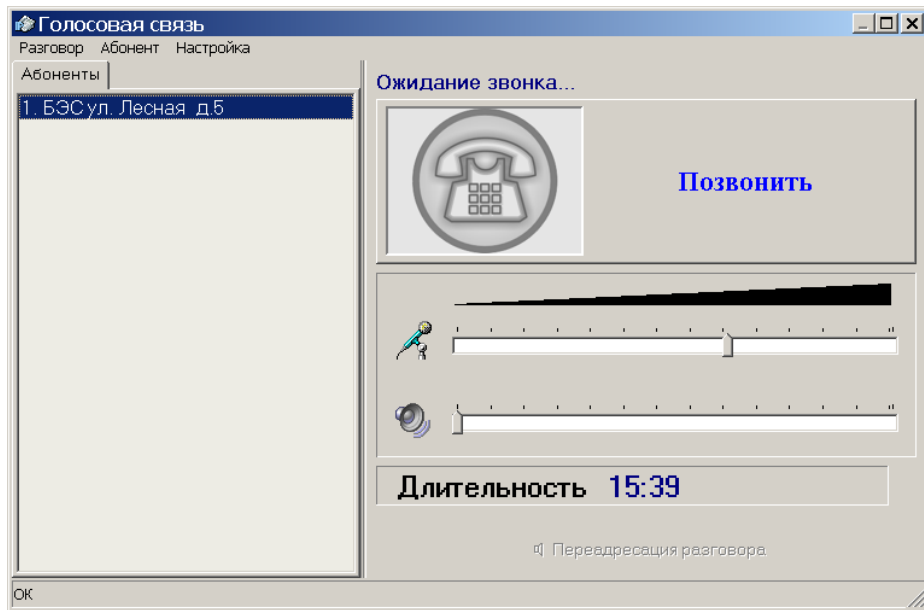 Голосовая связь
Разговор Абонент Настройка
Абоненты
1. БЭС ул. Лесная д.5
Ожидание звонка...
Позвонить
Длительность 15:39
Переадресация разговора
ОК